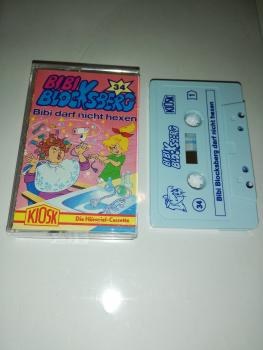 BIBI
BLOCKSBERG
34
Bibi darf nicht hexen
KIOSK
Die Hörspiel-Cassette
KIOSK
1
BIBI
BLOCKSBERG
34
Bibi Blocksberg darf nicht hexen